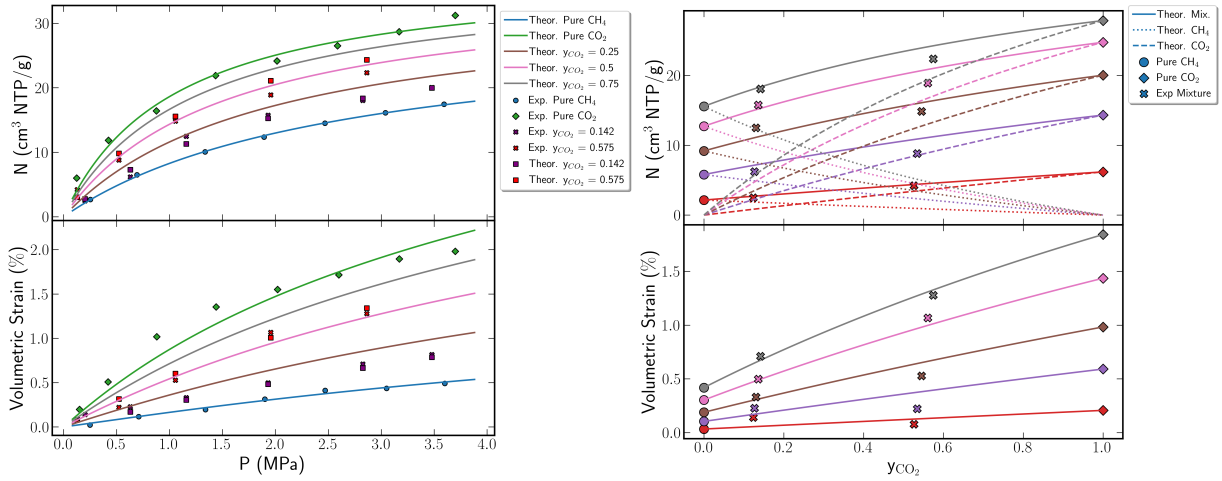 30
20
10
0
N (cm³ NTP/g)
Theor. Pure CH₄
Theor. Pure CO₂
Theor. y_CO₂ = 0.25
Theor. y_CO₂ = 0.5
Theor. y_CO₂ = 0.75
Exp. Pure CH₄
Exp. Pure CO₂
Exp. y_CO₂ = 0.142
Exp. y_CO₂ = 0.575
Theor. y_CO₂ = 0.142
Theor. y_CO₂ = 0.575
2.0
1.5
1.0
0.5
0.0
Volumetric Strain (%)
0.0 0.5 1.0 1.5 2.0 2.5 3.0 3.5 4.0
P (MPa)
20
10
0
N (cm³ NTP/g)
Theor. Mix.
Theor. CH₄
Theor. CO₂
Pure CH₄
Pure CO₂
Exp Mixture
1.5
1.0
0.5
0.0
Volumetric Strain (%)
0.0 0.2 0.4 0.6 0.8 1.0
y_CO₂